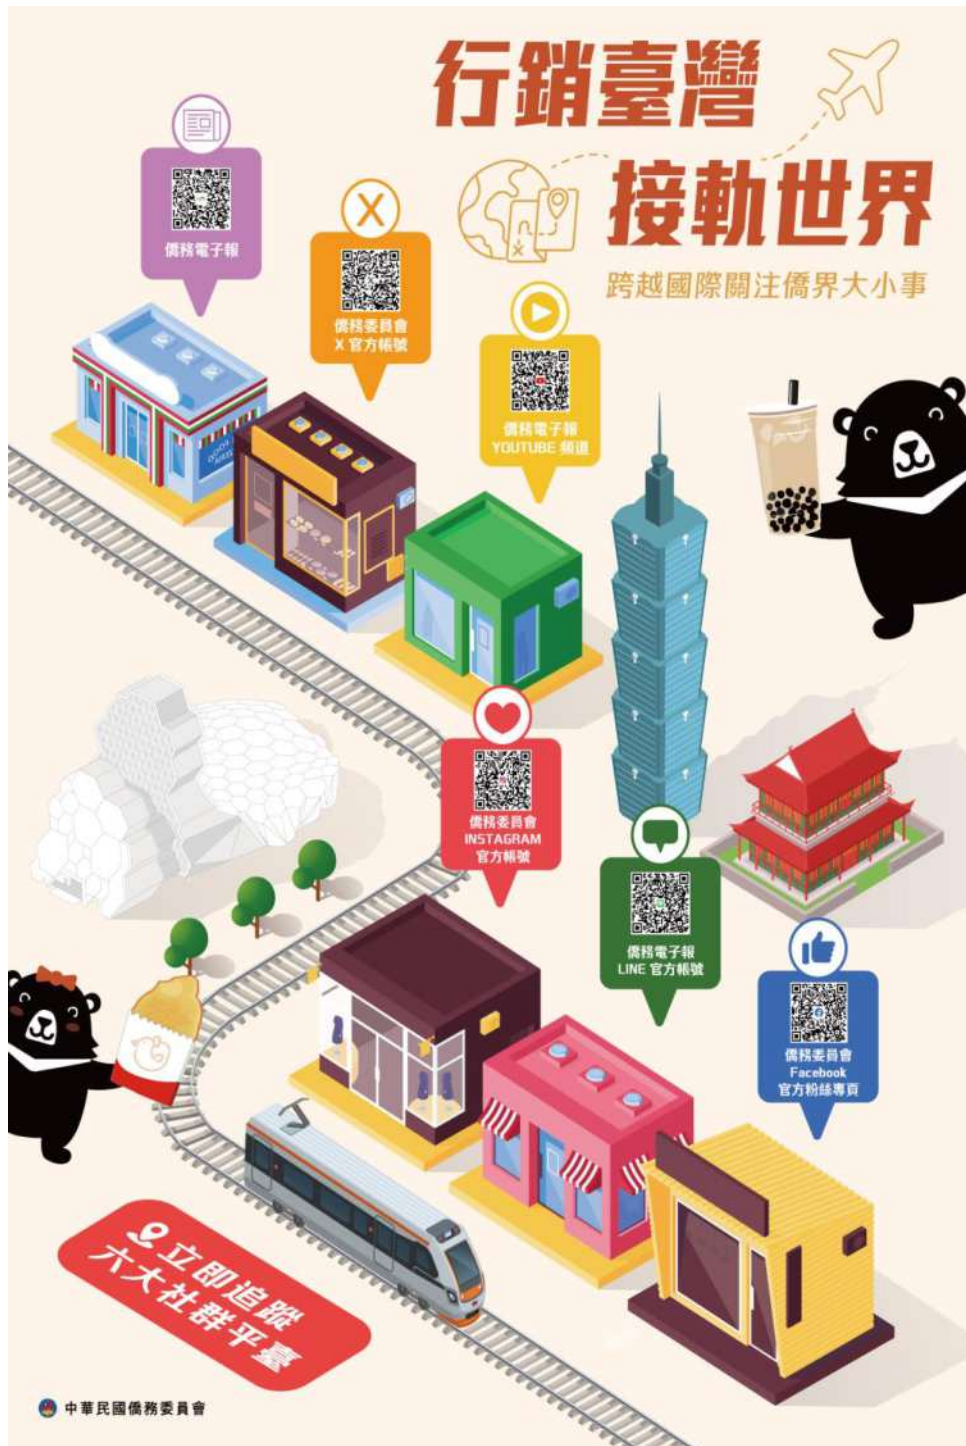 行銷臺灣
接軌世界
跨越國際關注僑界大小事
僑務電子報
X
僑務委員會
X 官方帳號
僑務電子報
YOUTUBE 頻道
僑務委員會
INSTAGRAM
官方帳號
僑務電子報
LINE 官方帳號
僑務委員會
Facebook
官方粉絲專頁
立即追蹤
六大社群平臺
中華民國僑務委員會